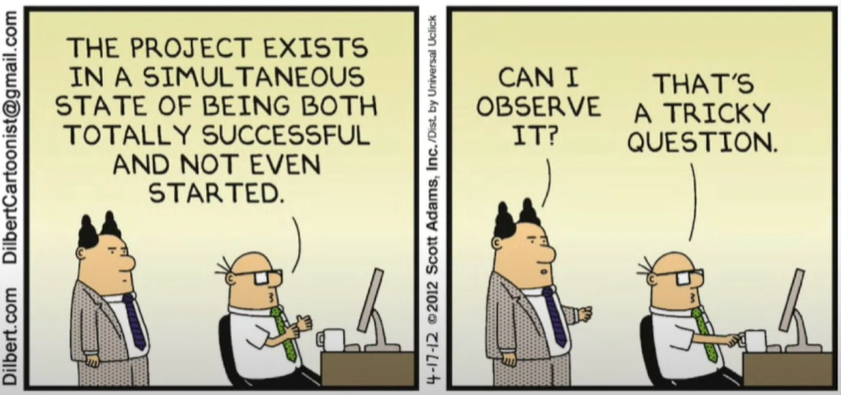 DilbertCartoonist@gmail.com
Dilbert.com
THE PROJECT EXISTS
IN A SIMULTANEOUS
STATE OF BEING BOTH
TOTALLY SUCCESSFUL
AND NOT EVEN
STARTED.
4-17-12 ©2012 Scott Adams, Inc./Dist. by Universal Uclick
CAN I
OBSERVE
IT?
THAT'S
A TRICKY
QUESTION.